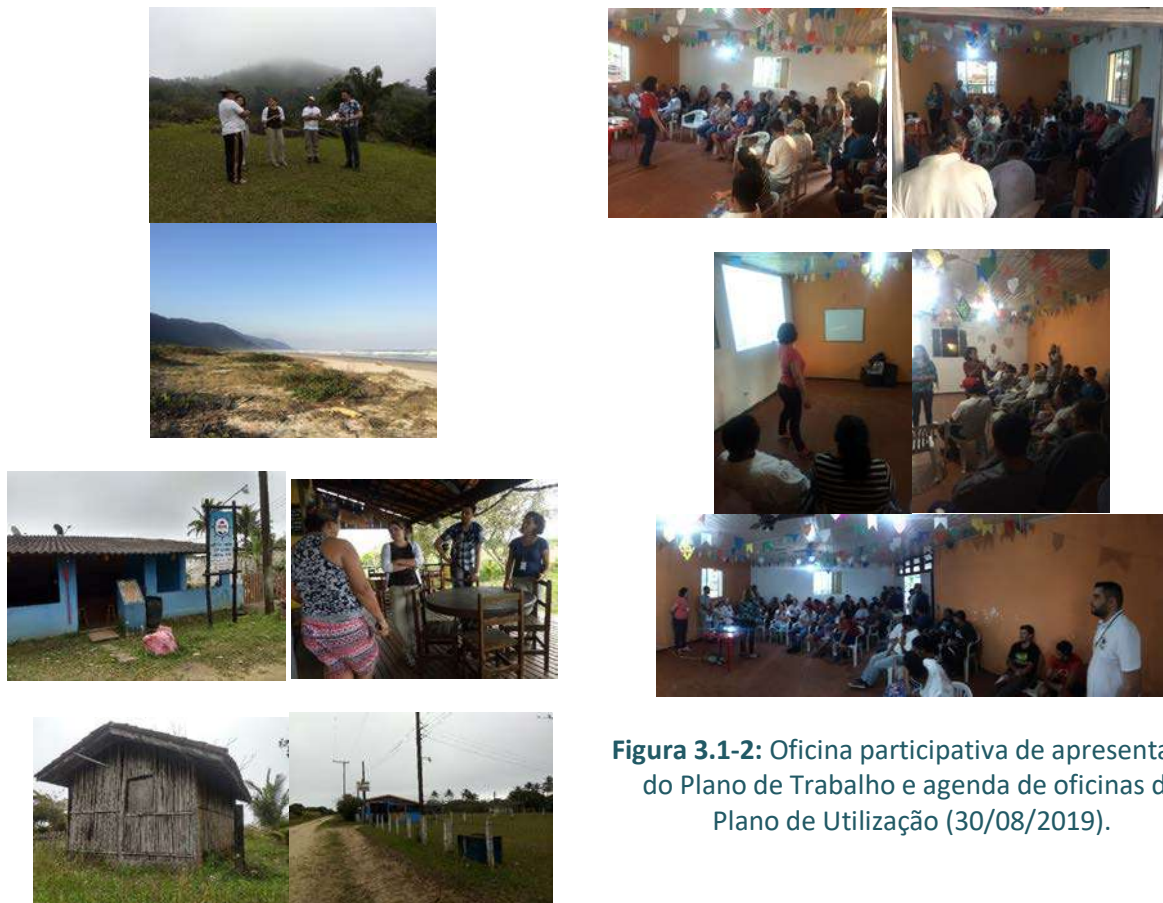 Figura 3.1-2: Oficina participativa de apresenta
do Plano de Trabalho e agenda de oficinas d
Plano de Utilização (30/08/2019).